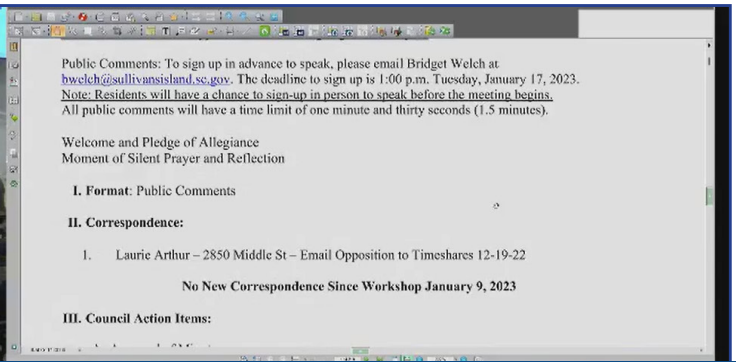 Public Comments: To sign up in advance to speak, please email Bridget Welch at
bwelch@sullivansisland.sc.gov. The deadline to sign up is 1:00 p.m. Tuesday, January 17, 2023.
Note: Residents will have a chance to sign-up in person to speak before the meeting begins.
All public comments will have a time limit of one minute and thirty seconds (1.5 minutes).
Welcome and Pledge of Allegiance
Moment of Silent Prayer and Reflection
I. Format: Public Comments
II. Correspondence:
1. Laurie Arthur – 2850 Middle St – Email Opposition to Timeshares 12-19-22
No New Correspondence Since Workshop January 9, 2023
III. Council Action Items: